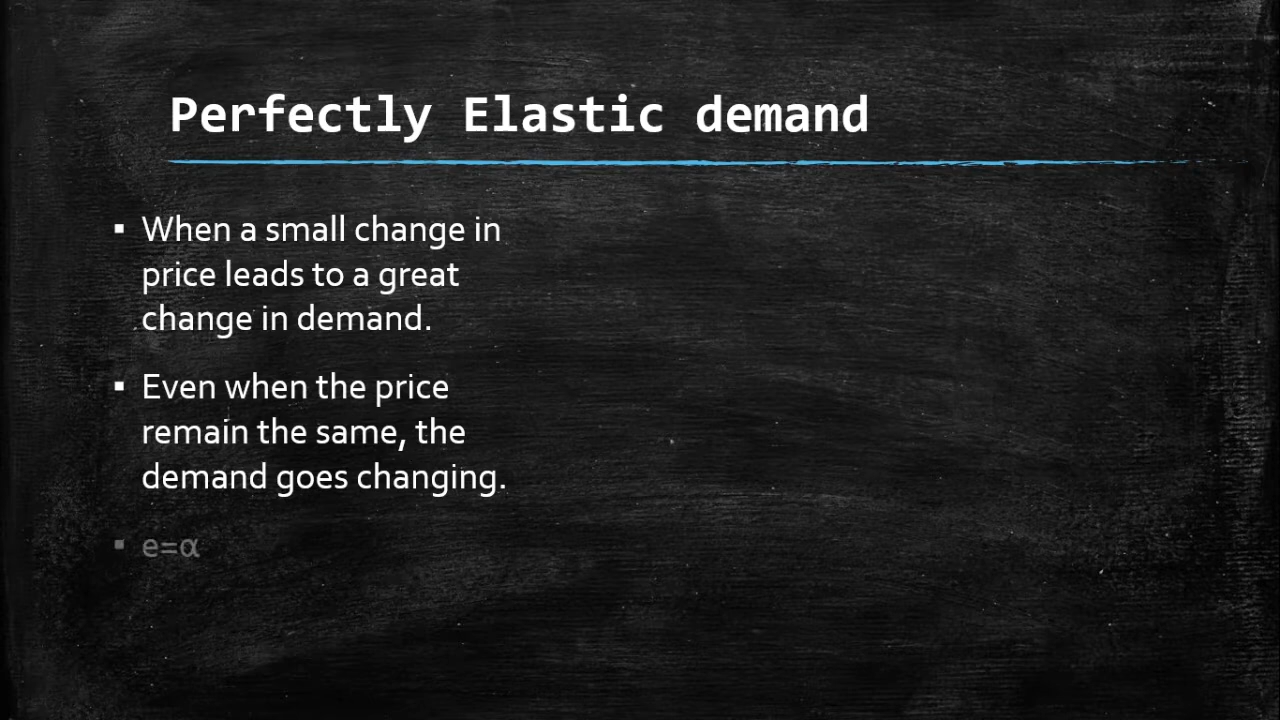 Perfectly Elastic demand
▪ When a small change in
price leads to a great
change in demand.
▪ Even when the price
remain the same, the
demand goes changing.
▪ e=α